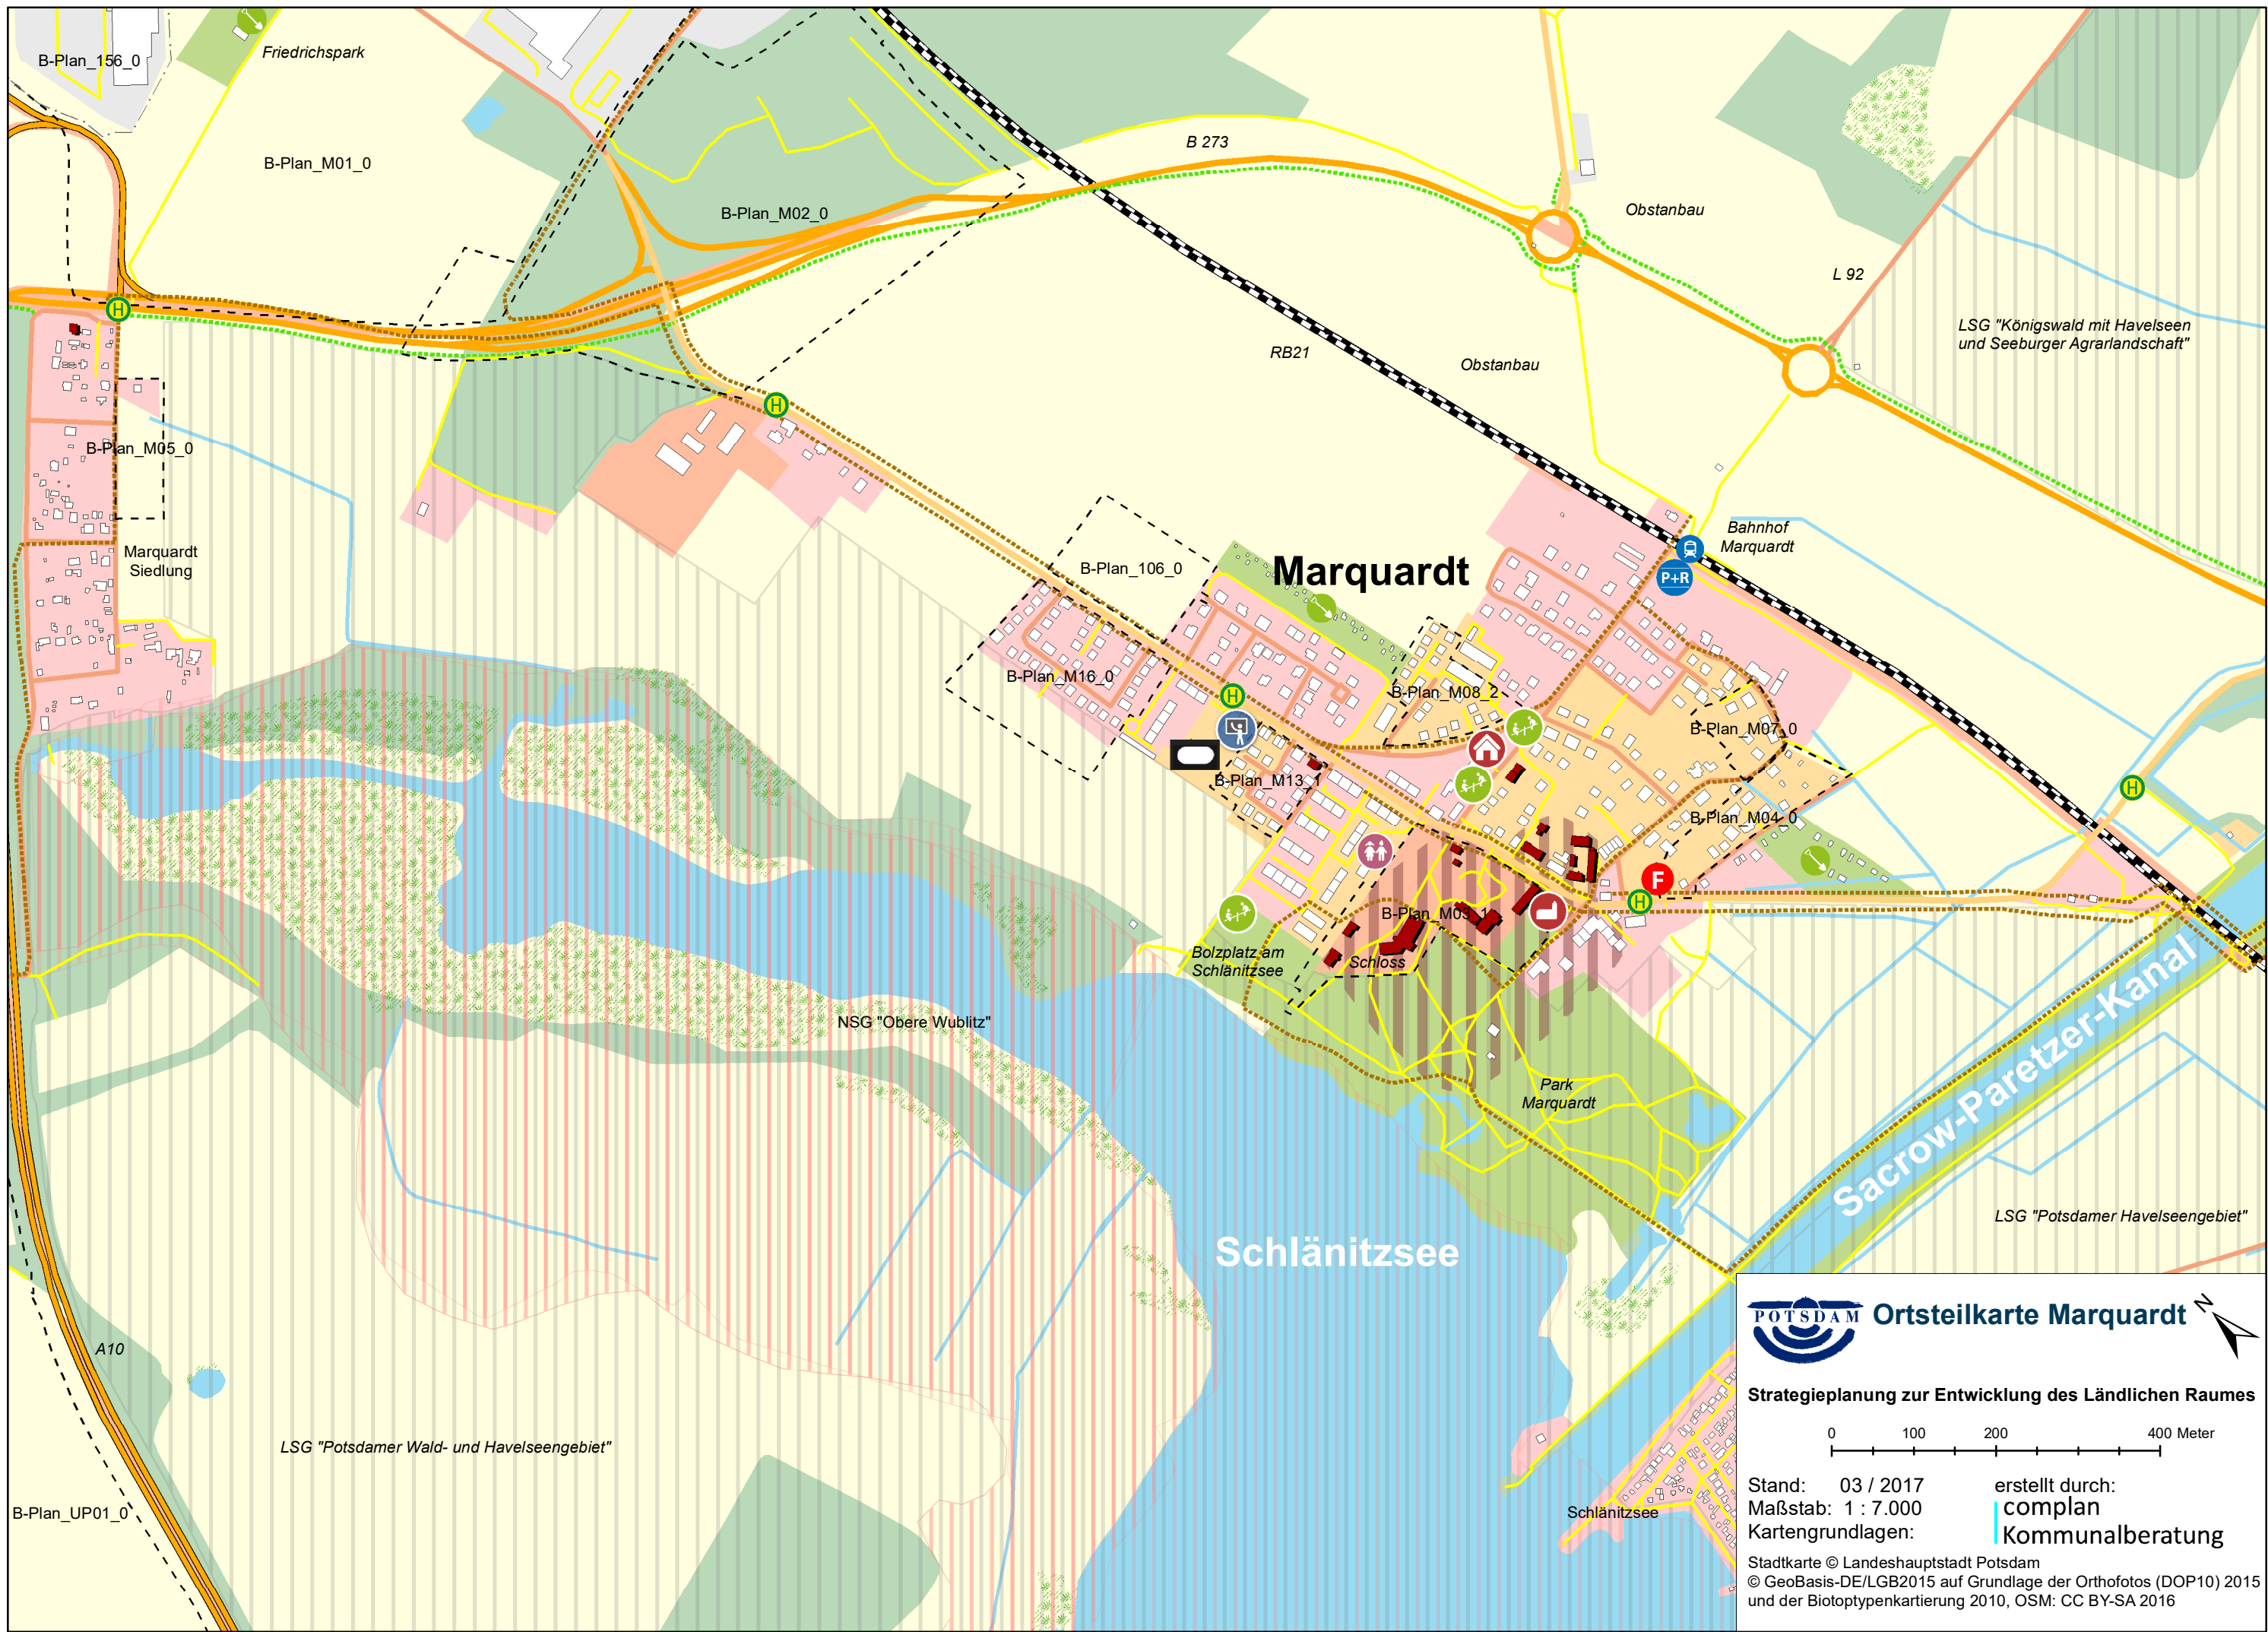 B-Plan_156_0
Friedrichspark
B-Plan_M01_0
B-Plan_M02_0
B 273
Obstanbau
L 92
LSG "Königswald mit Havelseen
und Seeburger Agrarlandschaft"
H
RB21
Obstanbau
H
B-Plan_M05_0
Marquardt
Siedlung
Bahnhof
Marquardt
P+R
B-Plan_106_0
Marquardt
B-Plan_M16_0
H
B-Plan_M08_2
B-Plan_M07_0
B-Plan_M13_1
H
B-Plan_M04_0
F
H
B-Plan_M03_1
Bolzplatz am
Schlänitzsee
Schloss
NSG "Obere Wublitz"
Park
Marquardt
Sacrow-Paretzer-Kanal
LSG "Potsdamer Havelseengebiet"
Schlänitzsee
A10
LSG "Potsdamer Wald- und Havelseengebiet"
B-Plan_UP01_0
Schlänitzsee
POTSDAM
Ortsteilkarte Marquardt
N
Strategieplanung zur Entwicklung des Ländlichen Raumes
0 100 200 400 Meter
Stand: 03 / 2017
Maßstab: 1 : 7.000
Kartengrundlagen:
erstellt durch:
complan
Kommunalberatung
Stadtkarte © Landeshauptstadt Potsdam
© GeoBasis-DE/LGB2015 auf Grundlage der Orthofotos (DOP10) 2015
und der Biotoptypenkartierung 2010, OSM: CC BY-SA 2016